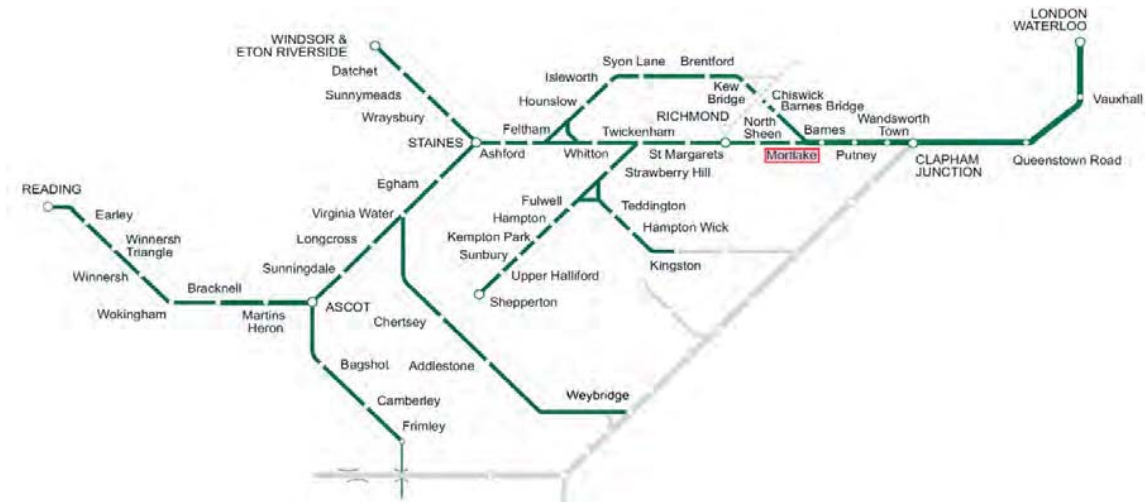 LONDON
WATERLOO
WINDSOR &
ETON RIVERSIDE
Syon Lane
Brentford
Datchet
Isleworth
Kew
Bridge
Chiswick
Vauxhall
Sunnymeads
Hounslow
Barnes Bridge
RICHMOND
Wraysbury
Feltham
Twickenham
North
Sheen
Barnes
Wandsworth
Town
STAINES
Ashford
Whitton
St Margarets
Mortlake
Putney
CLAPHAM
JUNCTION
Queenstown Road
Strawberry Hill
Egham
READING
Fulwell
Teddington
Earley
Virginia Water
Hampton
Hampton Wick
Winnersh
Triangle
Longcross
Kempton Park
Sunbury
Kingston
Winnersh
Sunningdale
Upper Halliford
Bracknell
Shepperton
Wokingham
Martins
Heron
ASCOT
Chertsey
Bagshot
Addlestone
Weybridge
Camberley
Frimley